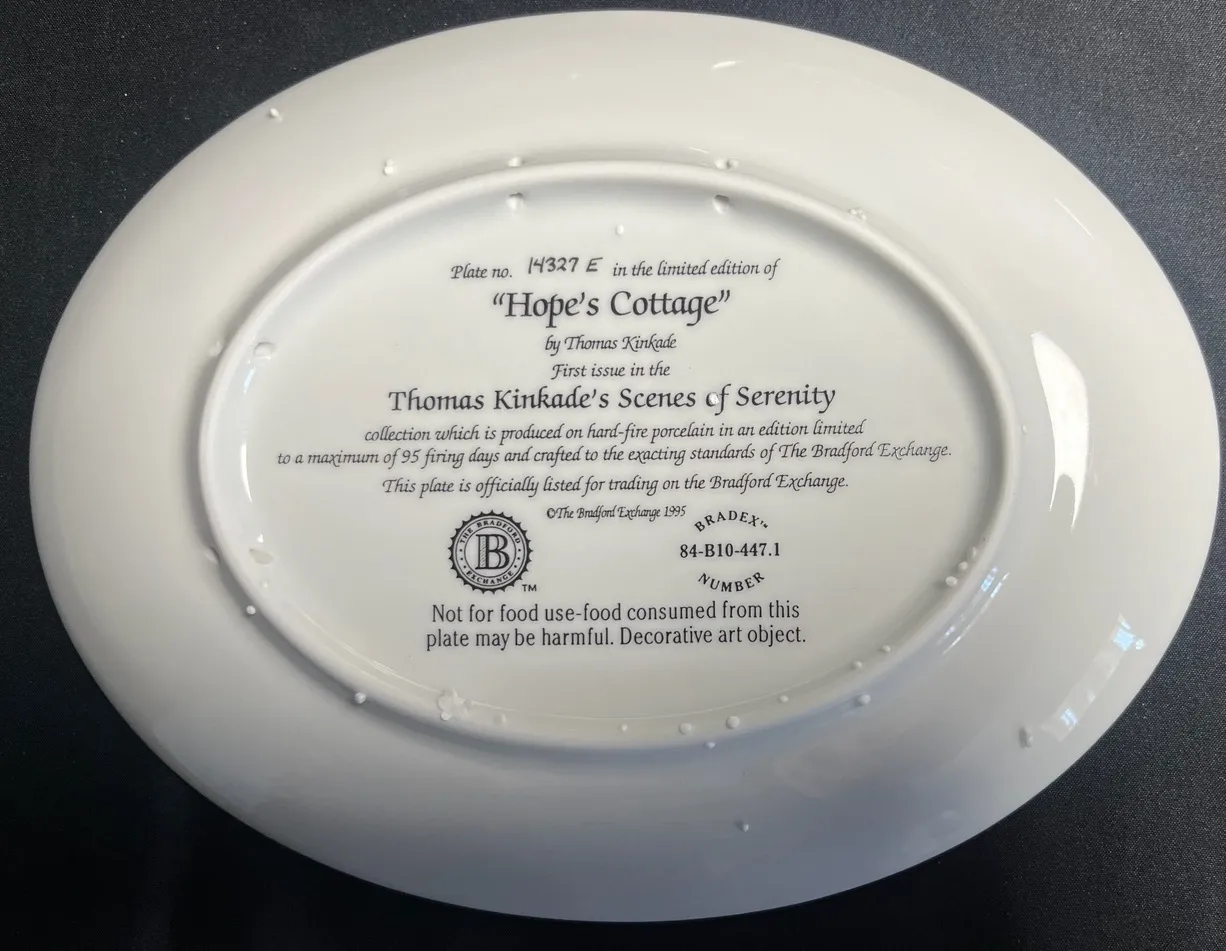 Plate no. 14327 E in the limited edition of
“Hope's Cottage”
by Thomas Kinkade
First issue in the
Thomas Kinkade's Scenes of Serenity
collection which is produced on hard-fire porcelain in an edition limited
to a maximum of 95 firing days and crafted to the exacting standards of The Bradford Exchange.
This plate is officially listed for trading on the Bradford Exchange.
©The Bradford Exchange 1995
THE BRADFORD
B
EXCHANGE
TM
BRADEX™
84-B10-447.1
NUMBER
Not for food use-food consumed from this
plate may be harmful. Decorative art object.